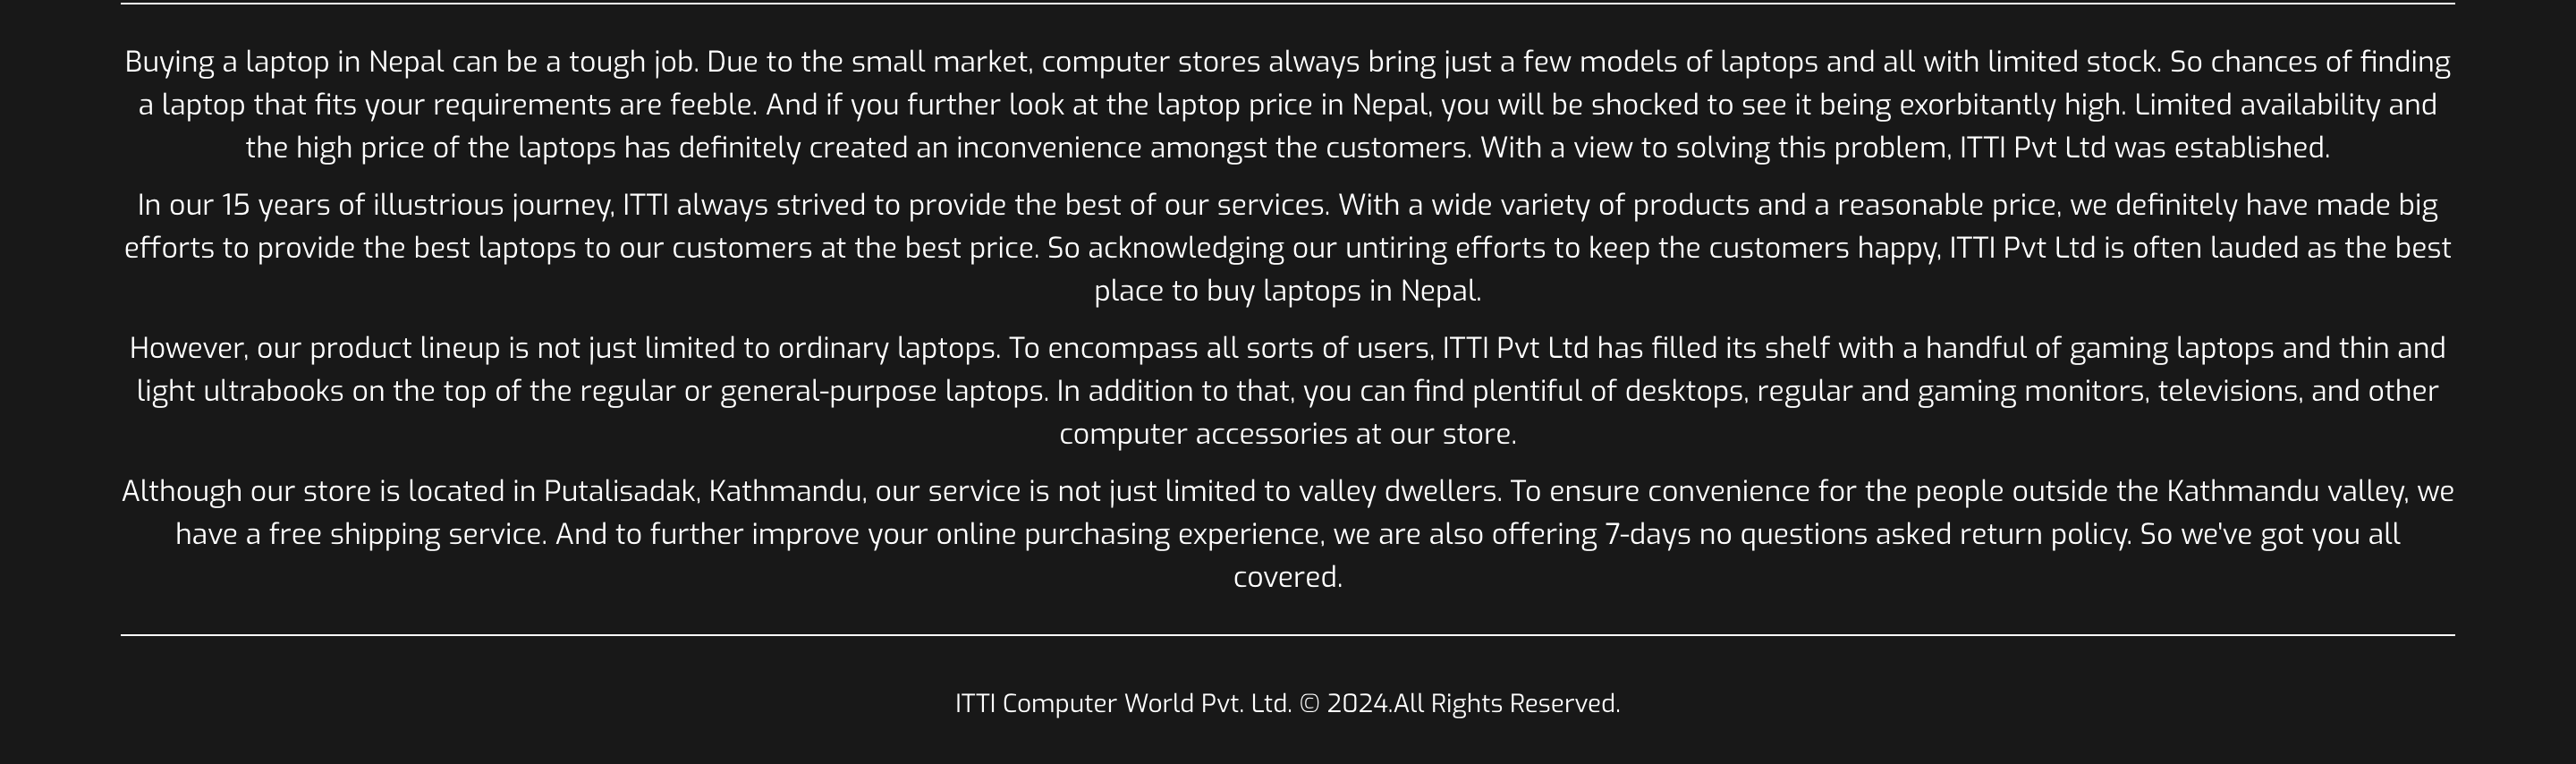 Buying a laptop in Nepal can be a tough job. Due to the small market, computer stores always bring just a few models of laptops and all with limited stock. So chances of finding
a laptop that fits your requirements are feeble. And if you further look at the laptop price in Nepal, you will be shocked to see it being exorbitantly high. Limited availability and
the high price of the laptops has definitely created an inconvenience amongst the customers. With a view to solving this problem, ITTI Pvt Ltd was established.
In our 15 years of illustrious journey, ITTI always strived to provide the best of our services. With a wide variety of products and a reasonable price, we definitely have made big
efforts to provide the best laptops to our customers at the best price. So acknowledging our untiring efforts to keep the customers happy, ITTI Pvt Ltd is often lauded as the best
place to buy laptops in Nepal.
However, our product lineup is not just limited to ordinary laptops. To encompass all sorts of users, ITTI Pvt Ltd has filled its shelf with a handful of gaming laptops and thin and
light ultrabooks on the top of the regular or general-purpose laptops. In addition to that, you can find plentiful of desktops, regular and gaming monitors, televisions, and other
computer accessories at our store.
Although our store is located in Putalisadak, Kathmandu, our service is not just limited to valley dwellers. To ensure convenience for the people outside the Kathmandu valley, we
have a free shipping service. And to further improve your online purchasing experience, we are also offering 7-days no questions asked return policy. So we've got you all
covered.
ITTI Computer World Pvt. Ltd. © 2024.All Rights Reserved.